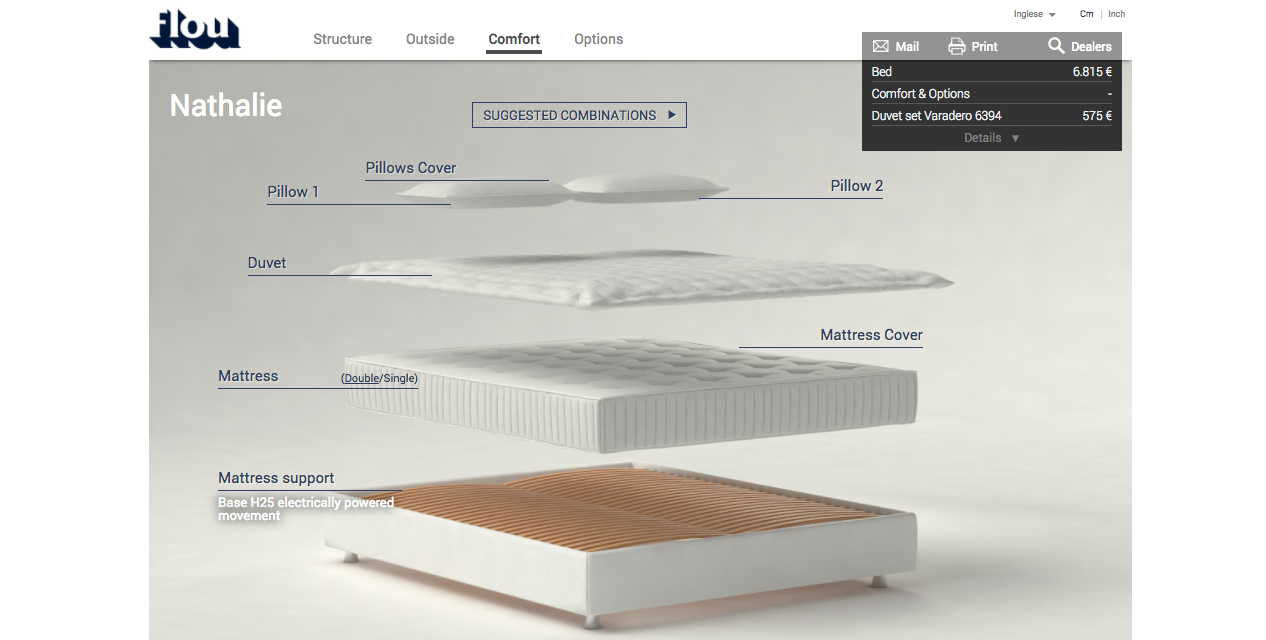 flou
Inglese
Cm | Inch
Structure Outside Comfort Options
Mail Print Dealers
Bed 6.815 €
Comfort & Options -
Duvet set Varadero 6394 575 €
Details
Nathalie
SUGGESTED COMBINATIONS
Pillows Cover
Pillow 1
Pillow 2
Duvet
Mattress Cover
Mattress (Double/Single)
Mattress support
Base H25 electrically powered
movement